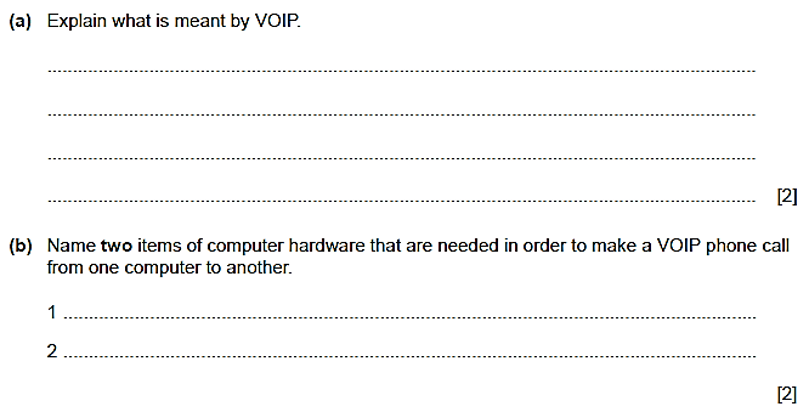 (a) Explain what is meant by VOIP.
[2]
(b) Name two items of computer hardware that are needed in order to make a VOIP phone call
from one computer to another.
1
2
[2]